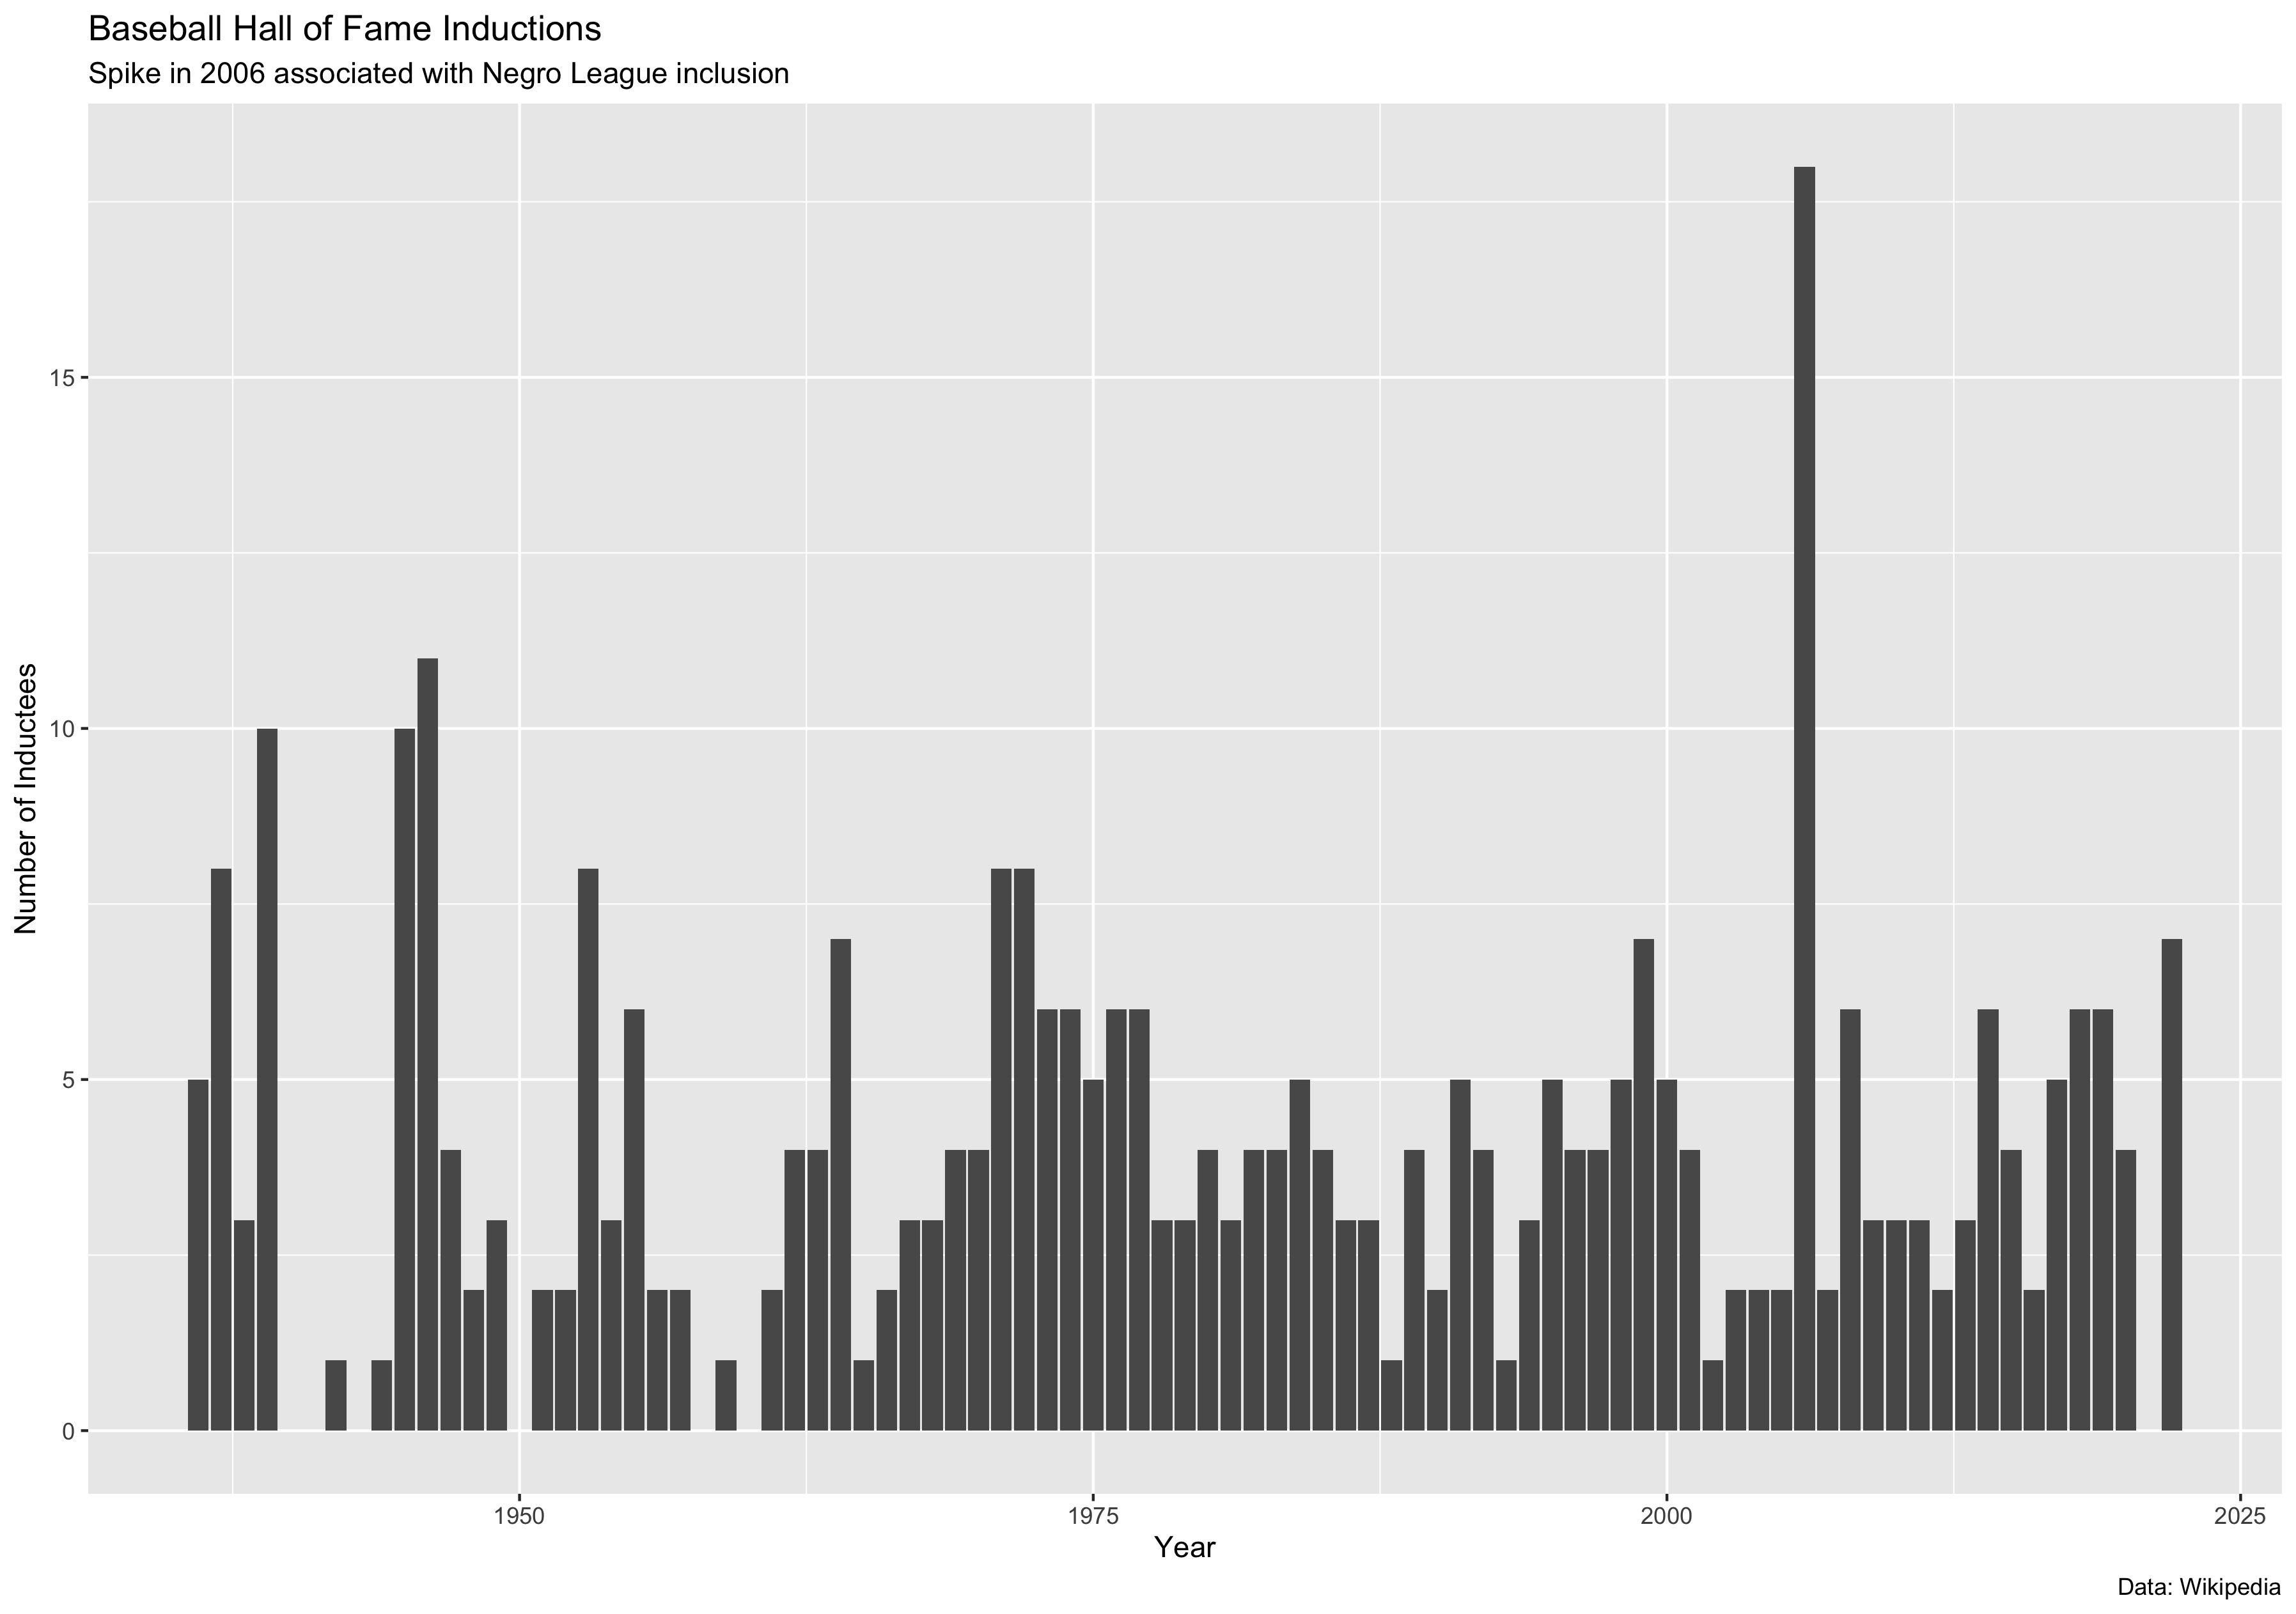 Baseball Hall of Fame Inductions
Spike in 2006 associated with Negro League inclusion
Number of Inductees
15
10
5
0
1950 1975 2000 2025
Year
Data: Wikipedia